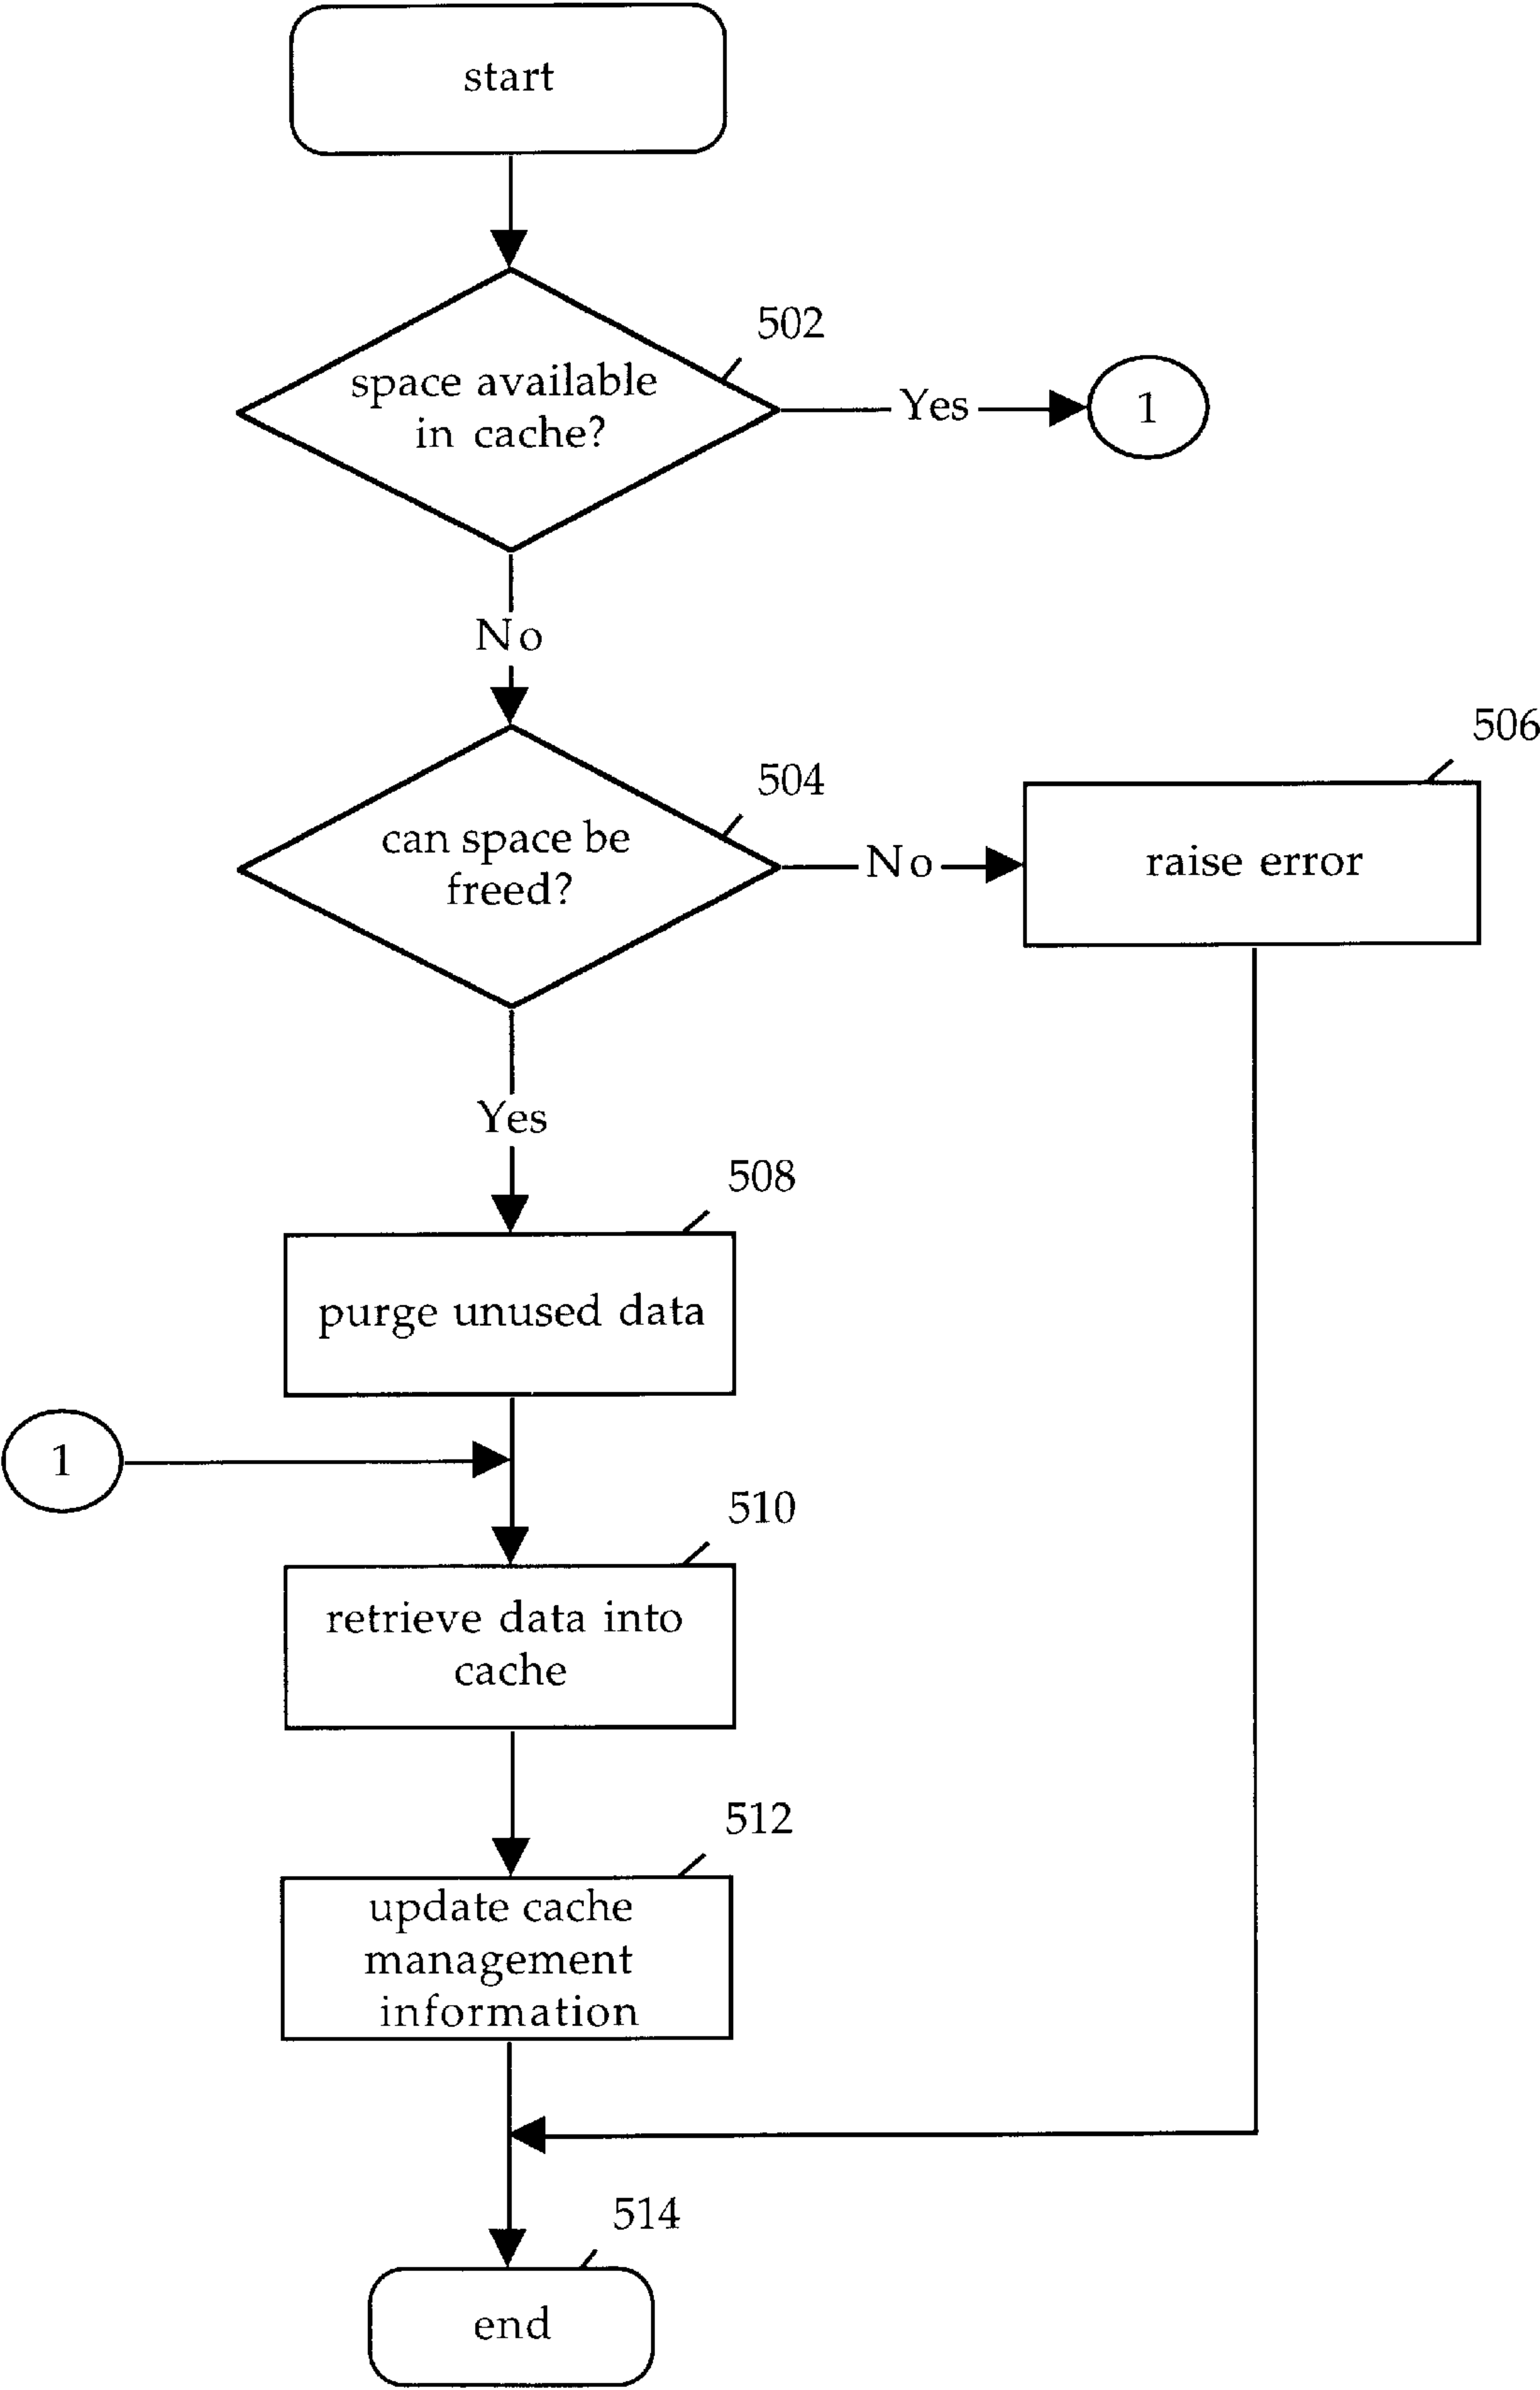 start
502
space available
in cache?
Yes
1
No
506
504
can space be
freed?
No
raise error
Yes
508
purge unused data
1
510
retrieve data into
cache
512
update cache
management
information
514
end